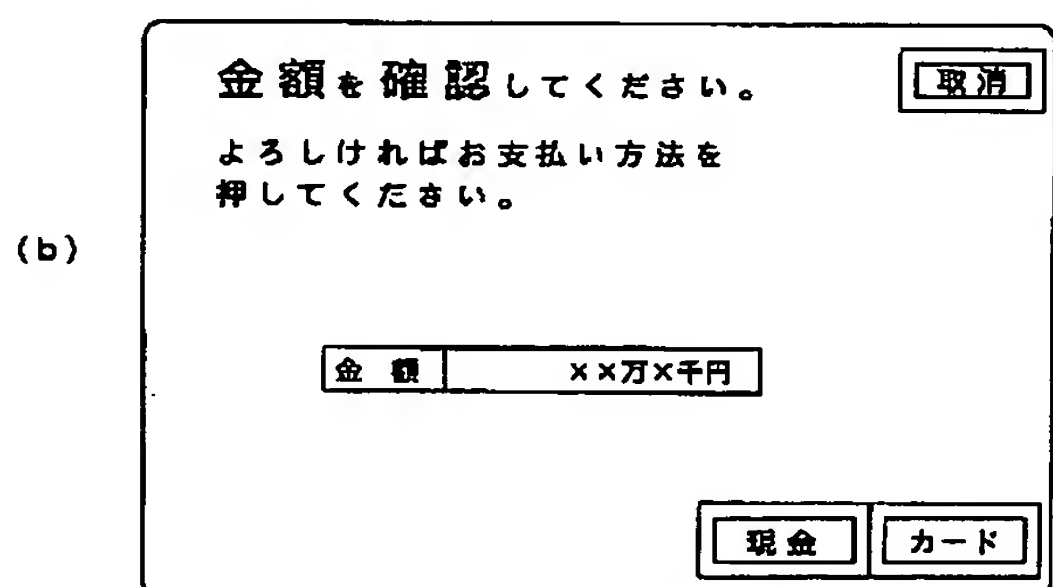 金額を確認してください。
取消
よろしければお支払い方法を
押してください。
(b)
金 額 ××万×千円
現金 カード